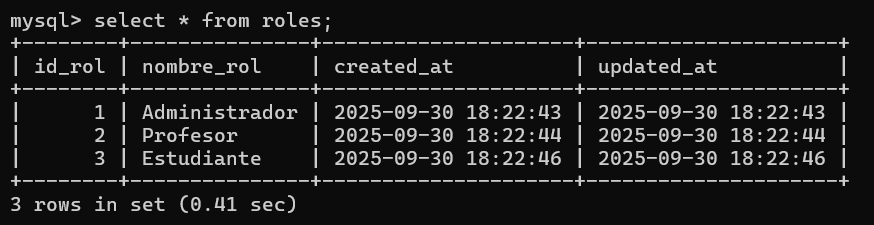 mysql> select * from roles;
+--------+---------------+---------------------+---------------------+
| id_rol | nombre_rol    | created_at          | updated_at          |
+--------+---------------+---------------------+---------------------+
|      1 | Administrador | 2025-09-30 18:22:43 | 2025-09-30 18:22:43 |
|      2 | Profesor      | 2025-09-30 18:22:44 | 2025-09-30 18:22:44 |
|      3 | Estudiante    | 2025-09-30 18:22:46 | 2025-09-30 18:22:46 |
+--------+---------------+---------------------+---------------------+
3 rows in set (0.41 sec)